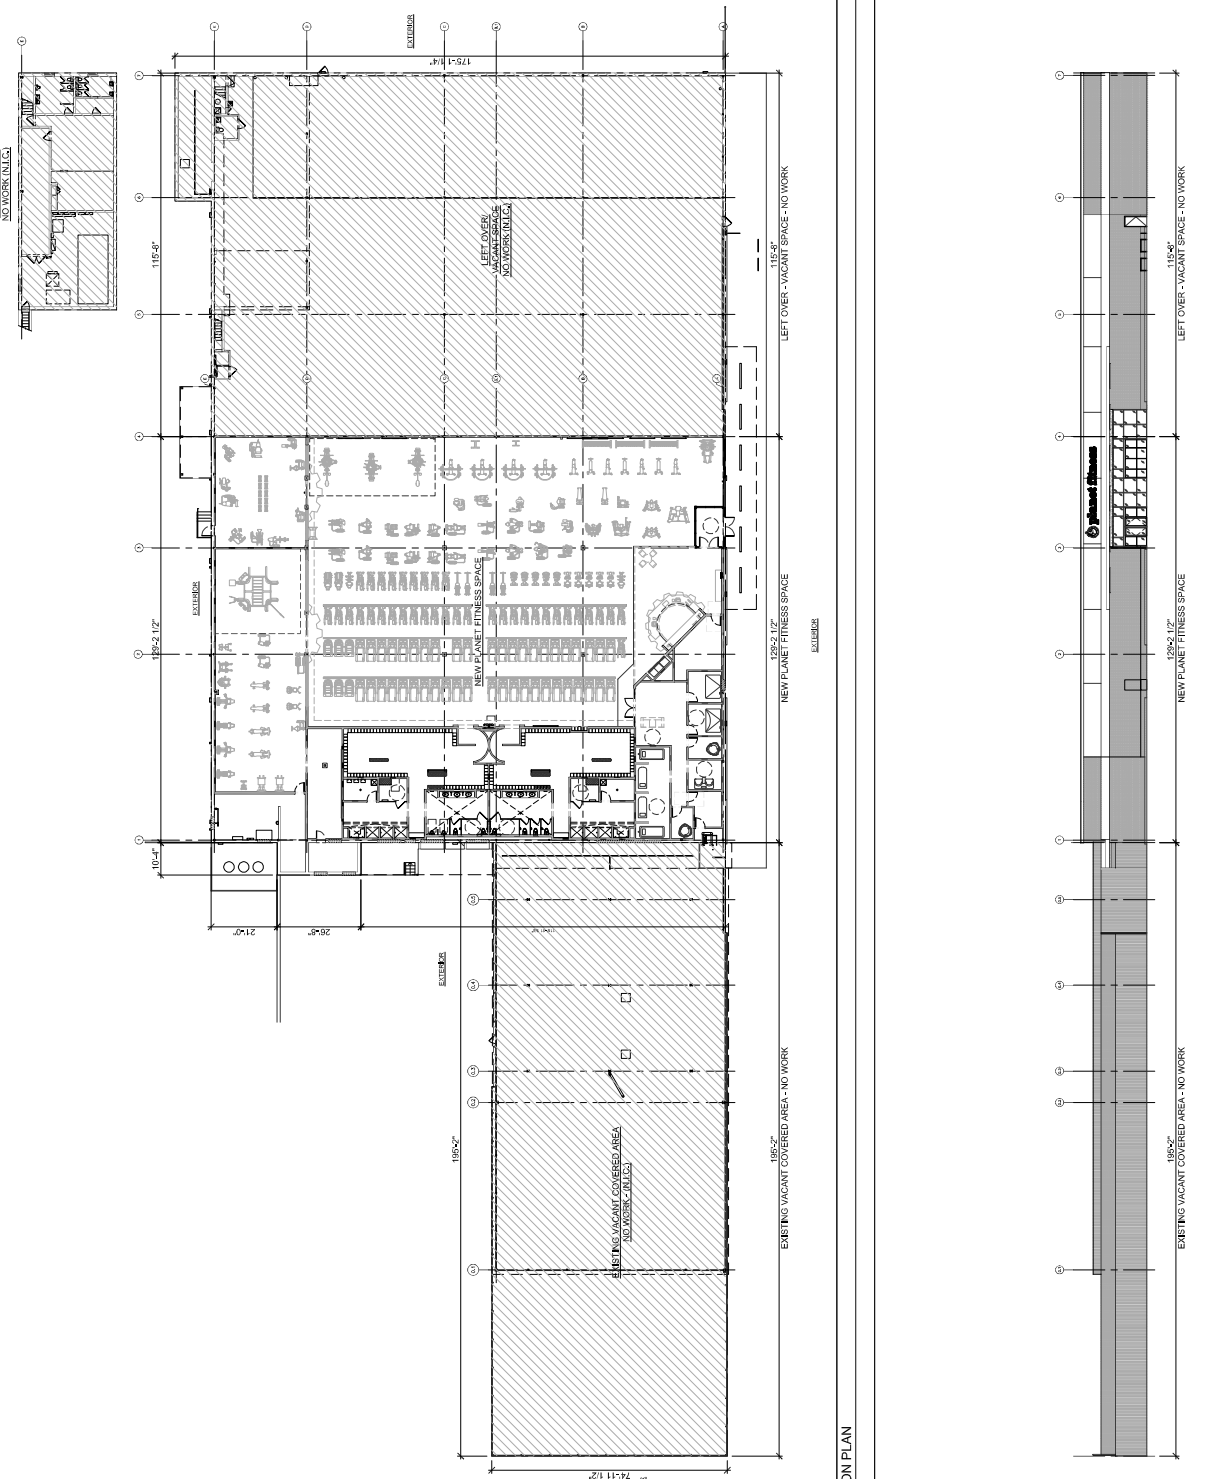 EXTERIOR
175'-11/4"
NO WORK (N.I.C.)
115'-8"
LEFT OVER/
VACANT SPACE
NO WORK (N.I.C.)
115'-8"
LEFT OVER - VACANT SPACE - NO WORK
EXTERIOR
129'-2 1/2"
NEW PLANET FITNESS SPACE
129'-2 1/2"
NEW PLANET FITNESS SPACE
EXTERIOR
10'-4"
21'-0"
26'-8"
EXTERIOR
195'-2"
EXISTING VACANT COVERED AREA
NO WORK - (N.I.C.)
195'-2"
EXISTING VACANT COVERED AREA - NO WORK
74'-11 1/2"
ON PLAN
115'-8"
LEFT OVER - VACANT SPACE - NO WORK
planet fitness
129'-2 1/2"
NEW PLANET FITNESS SPACE
195'-2"
EXISTING VACANT COVERED AREA - NO WORK